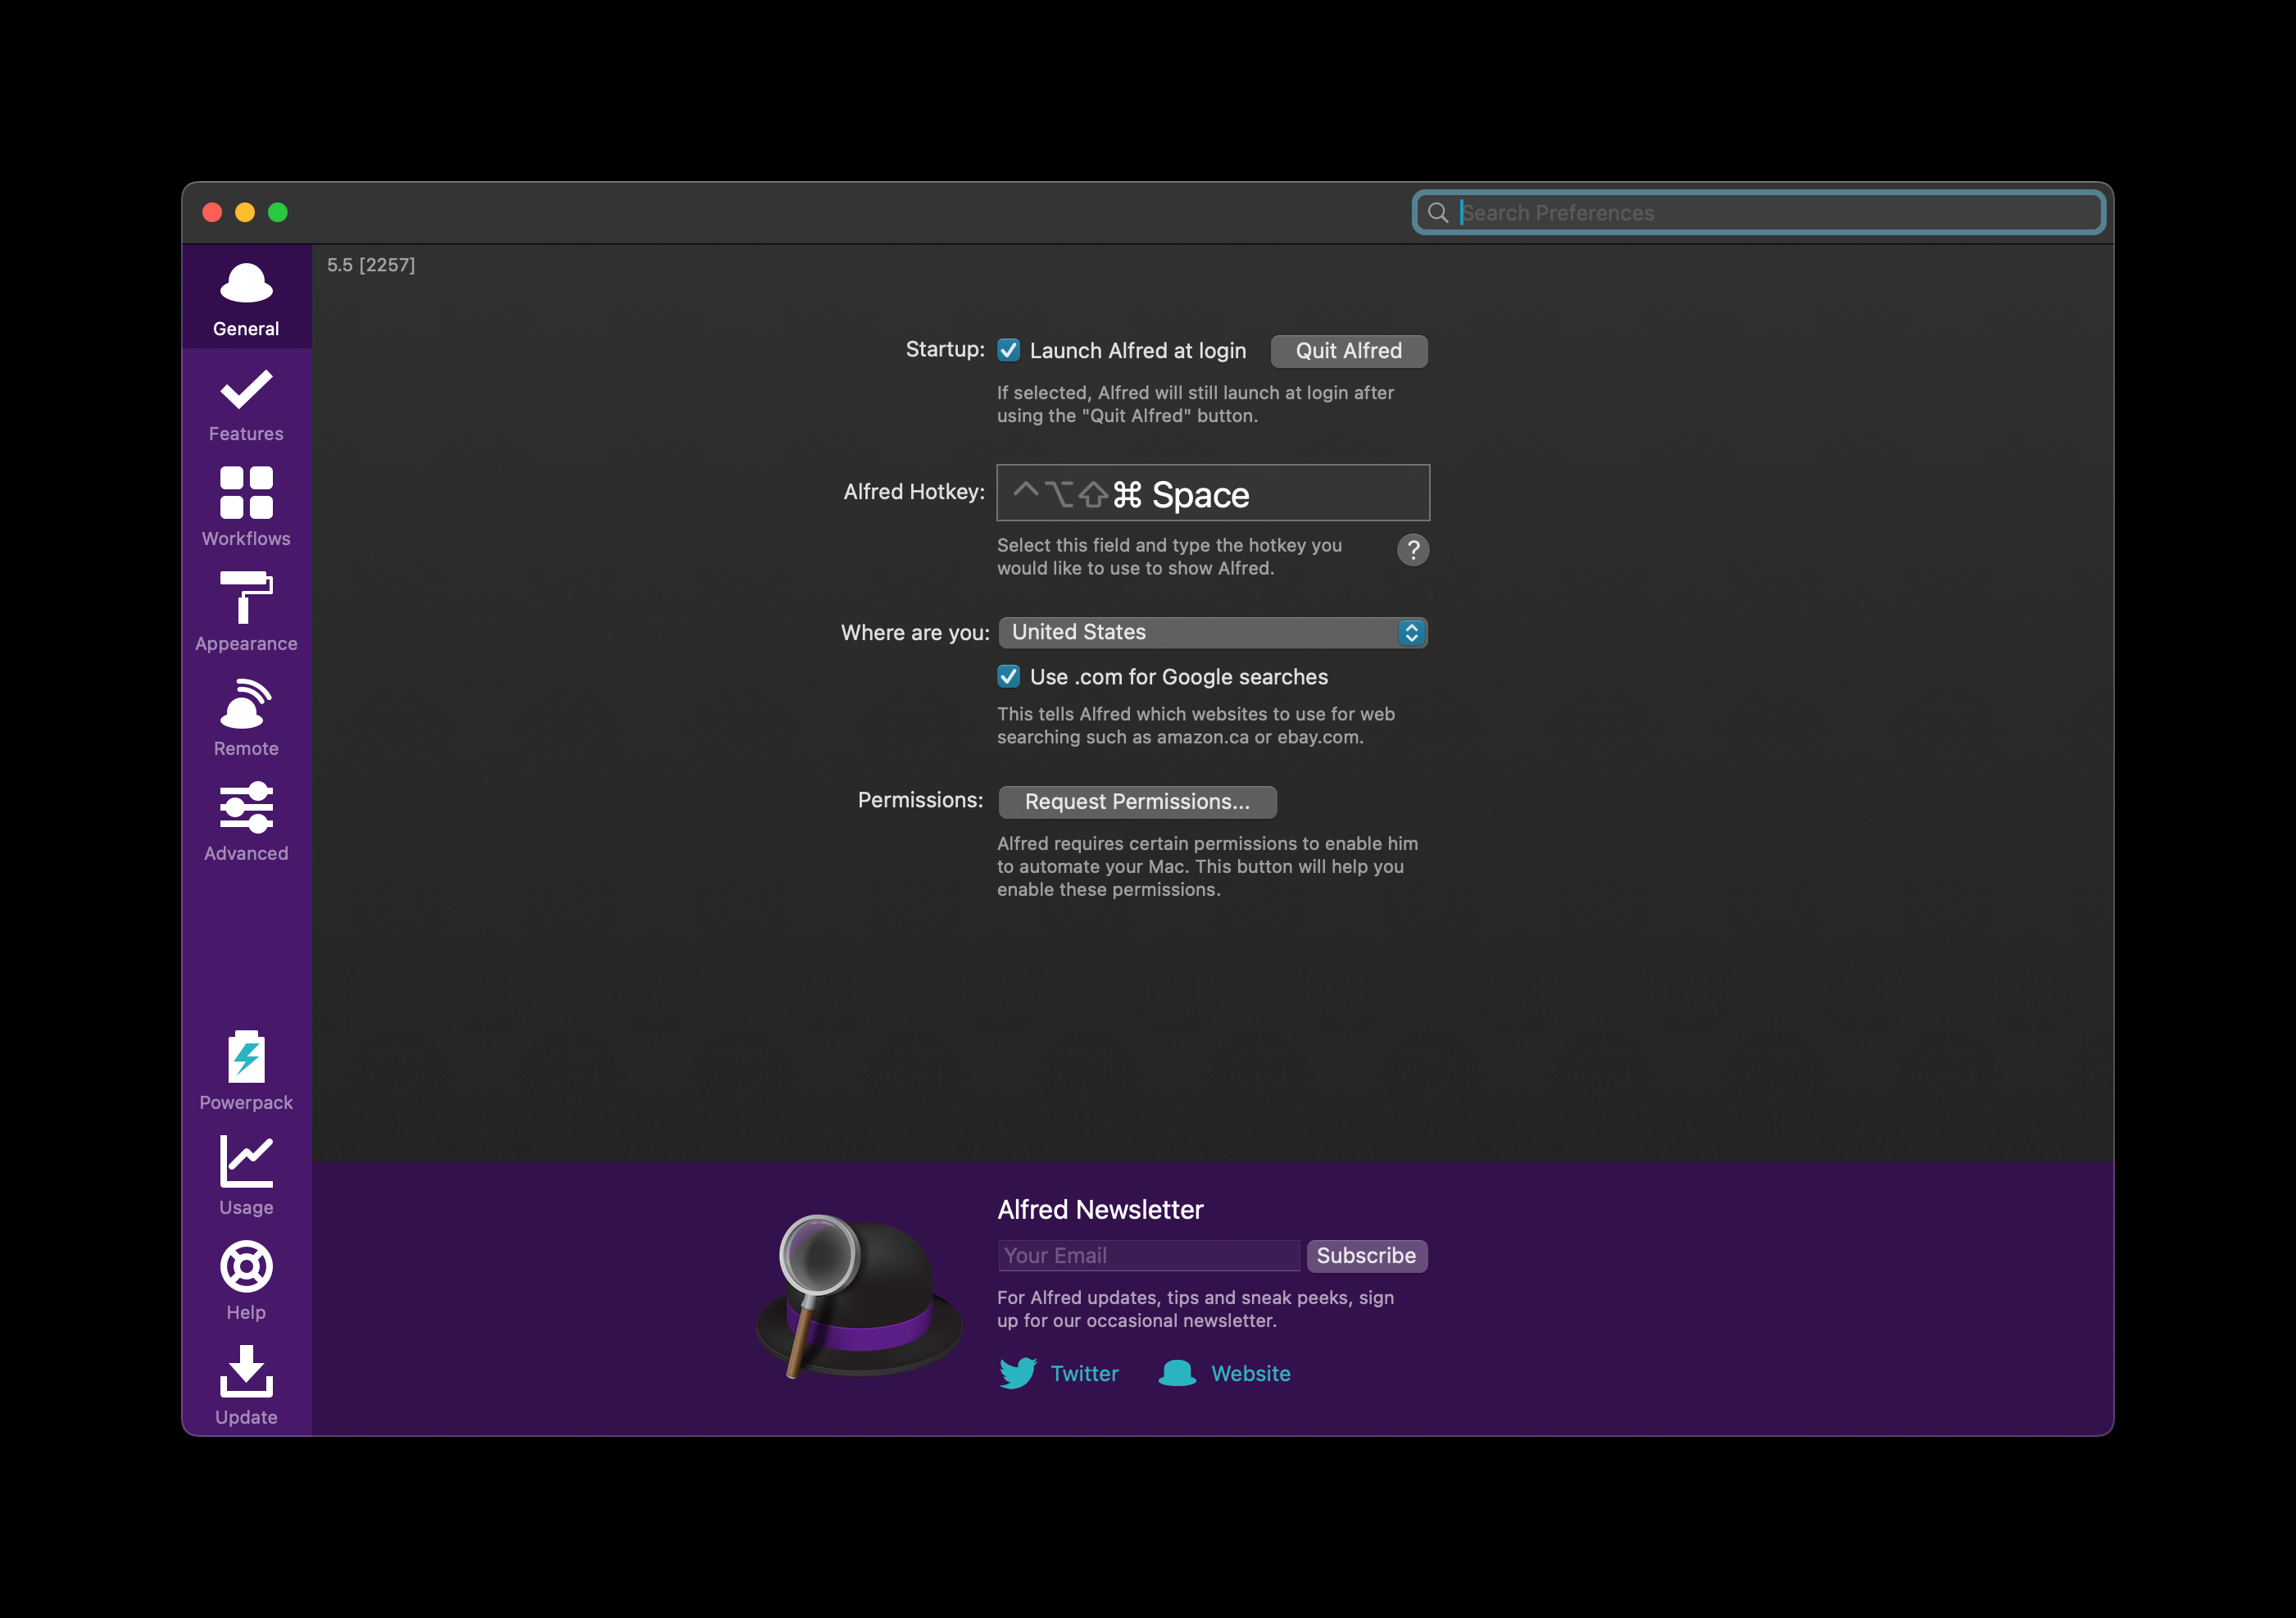 Search Preferences
5.5 [2257]
General
Features
Workflows
Appearance
Remote
Advanced
Powerpack
Usage
Help
Update
Startup: Launch Alfred at login Quit Alfred
If selected, Alfred will still launch at login after
using the "Quit Alfred" button.
Alfred Hotkey: ^⌥⇧⌘ Space
Select this field and type the hotkey you
would like to use to show Alfred.
?
Where are you: United States
Use .com for Google searches
This tells Alfred which websites to use for web
searching such as amazon.ca or ebay.com.
Permissions: Request Permissions...
Alfred requires certain permissions to enable him
to automate your Mac. This button will help you
enable these permissions.
Alfred Newsletter
Your Email Subscribe
For Alfred updates, tips and sneak peeks, sign
up for our occasional newsletter.
Twitter Website